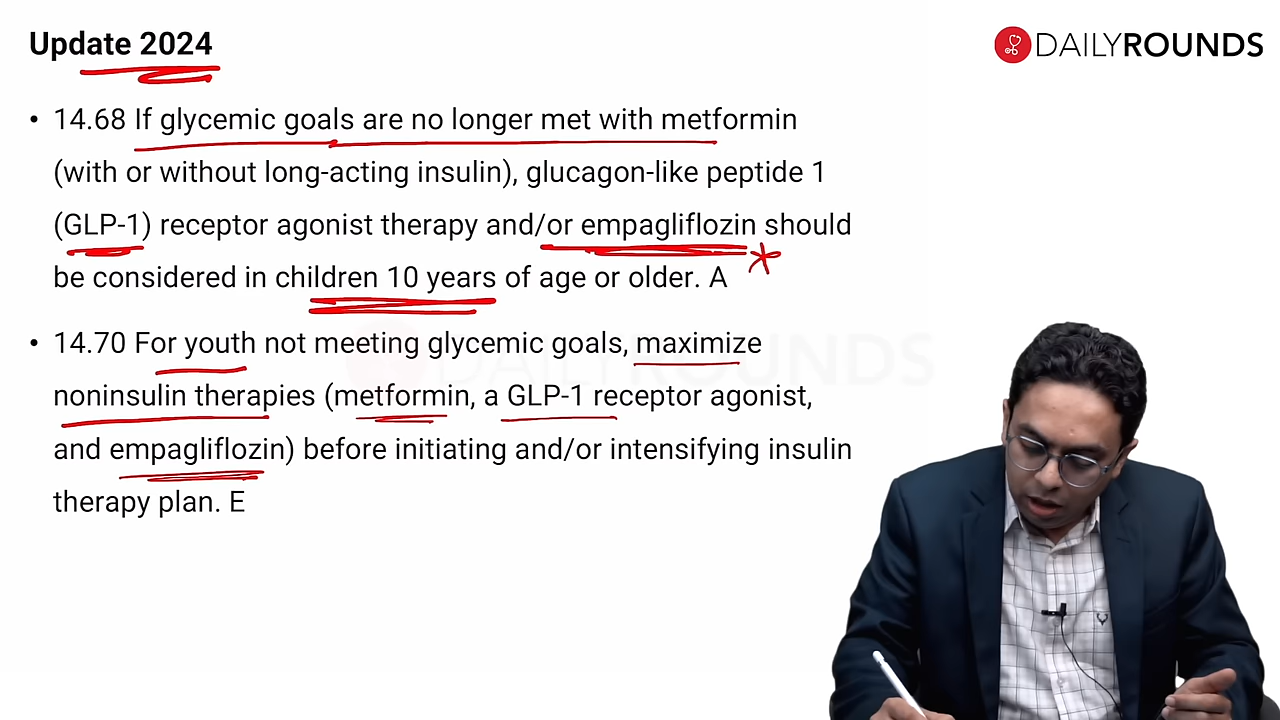 Update 2024
DAILYROUNDS
• 14.68 If glycemic goals are no longer met with metformin
(with or without long-acting insulin), glucagon-like peptide 1
(GLP-1) receptor agonist therapy and/or empagliflozin should
be considered in children 10 years of age or older. A
• 14.70 For youth not meeting glycemic goals, maximize
noninsulin therapies (metformin, a GLP-1 receptor agonist,
and empagliflozin) before initiating and/or intensifying insulin
therapy plan. E
DAILYROUNDS